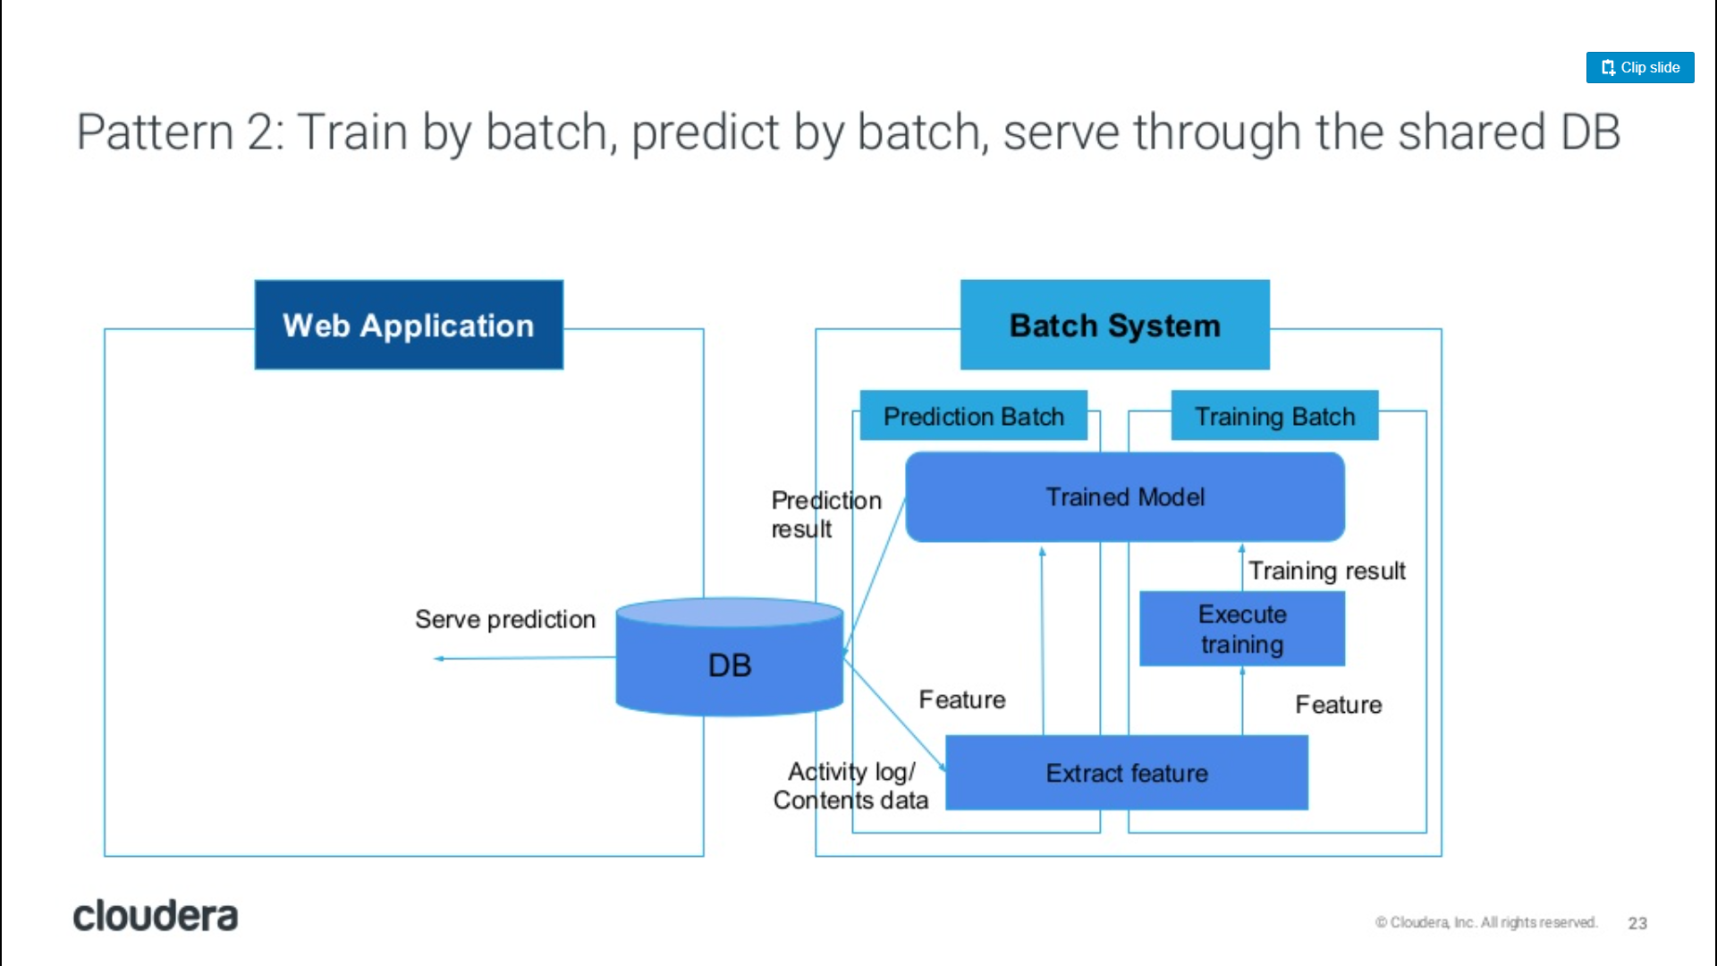 Clip slide
Pattern 2: Train by batch, predict by batch, serve through the shared DB
Web Application
Batch System
Prediction Batch
Training Batch
Trained Model
Prediction
result
Training result
Execute
training
Serve prediction
DB
Feature
Feature
Extract feature
Activity log/
Contents data
cloudera
© Cloudera, Inc. All rights reserved.
23